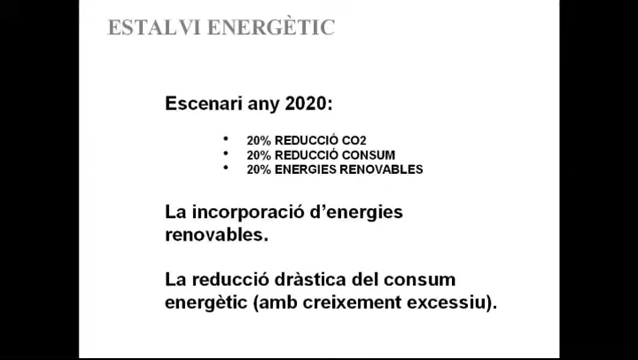 ESTALVI ENERGÈTIC
Escenari any 2020:
• 20% REDUCCIÓ CO2
• 20% REDUCCIÓ CONSUM
• 20% ENERGIES RENOVABLES
La incorporació d’energies
renovables.
La reducció dràstica del consum
energètic (amb creixement excessiu).